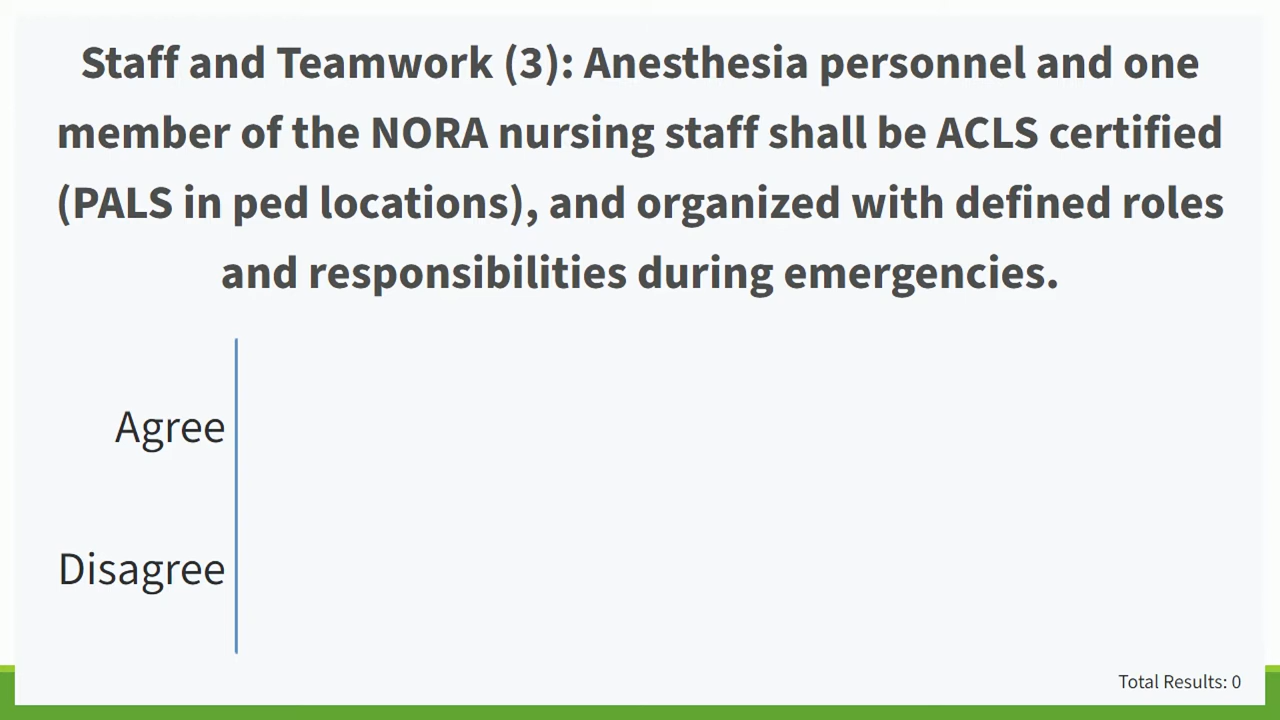 Staff and Teamwork (3): Anesthesia personnel and one
member of the NORA nursing staff shall be ACLS certified
(PALS in ped locations), and organized with defined roles
and responsibilities during emergencies.
Agree
Disagree
Total Results: 0